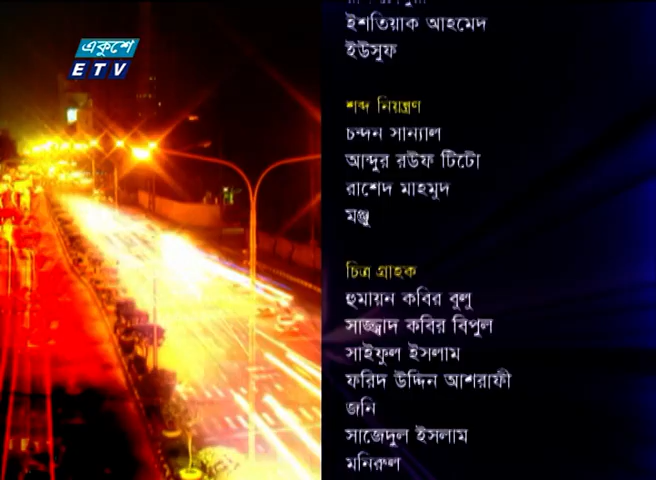 একুশে
ETV
ইশতিয়াক আহমেদ
ইউসুফ
শব্দ নিয়ন্ত্রণ
চন্দন সান্যাল
আব্দুর রউফ টিটো
রাশেদ মাহমুদ
মঞ্জু
চিত্র গ্রাহক
হুমায়ন কবির বুলু
সাজ্জাদ কবির বিপুল
সাইফুল ইসলাম
ফরিদ উদ্দিন আশরাফী
জনি
সাজেদুল ইসলাম
মনিরুল